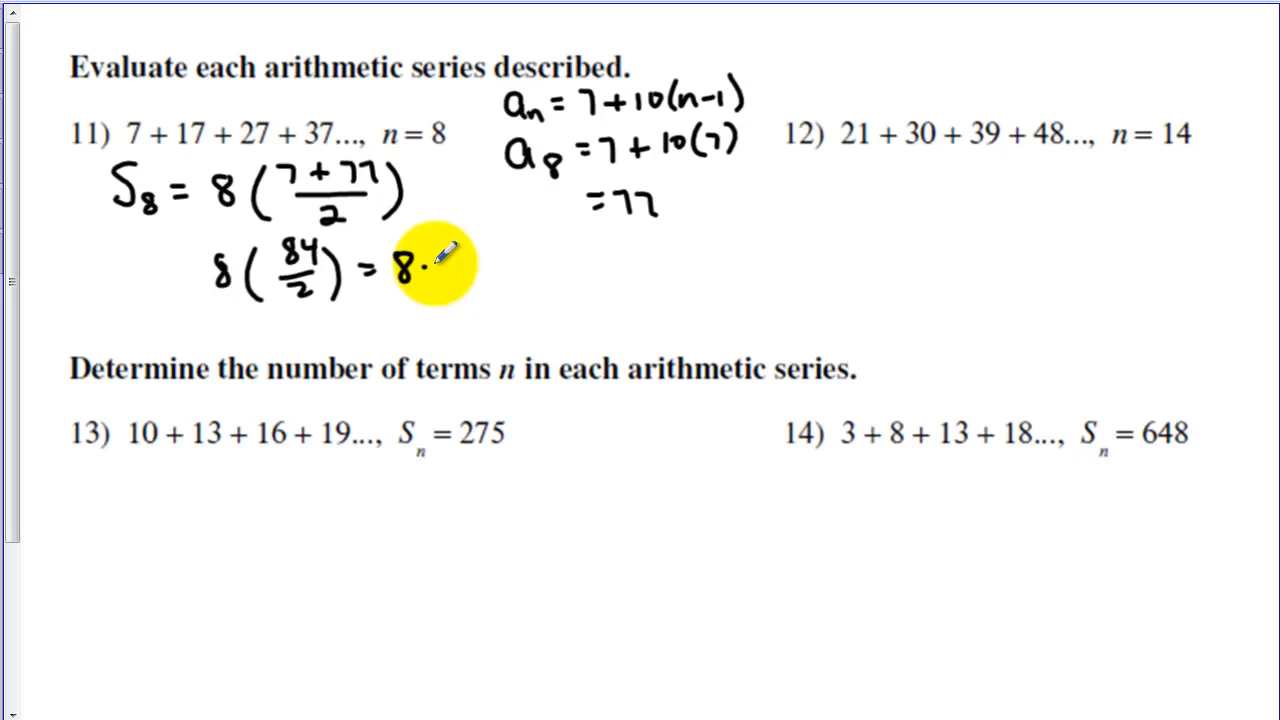 Evaluate each arithmetic series described.
11) 7 + 17 + 27 + 37..., n = 8
S₈ = 8 ( (7 + 77)/2 )
8 ( 84/2 ) = 8 ·
aₙ = 7 + 10(n-1)
a₈ = 7 + 10(7)
= 77
12) 21 + 30 + 39 + 48..., n = 14
Determine the number of terms n in each arithmetic series.
13) 10 + 13 + 16 + 19..., Sₙ = 275
14) 3 + 8 + 13 + 18..., Sₙ = 648